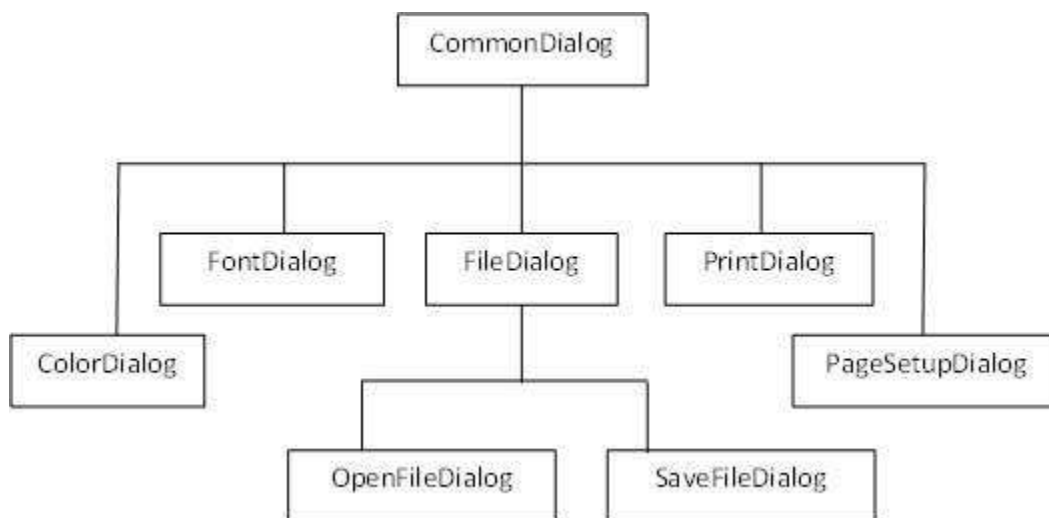 CommonDialog
FontDialog
FileDialog
PrintDialog
ColorDialog
PageSetupDialog
OpenFileDialog
SaveFileDialog